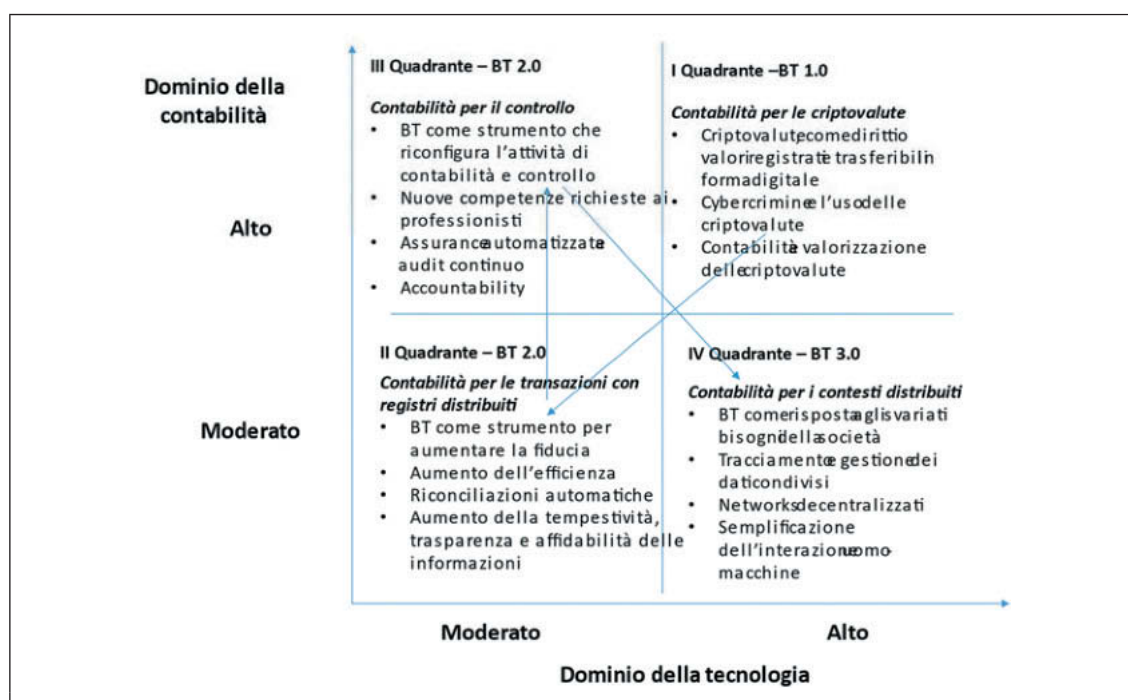 Dominio della
contabilità
Alto
Moderato
III Quadrante – BT 2.0
Contabilità per il controllo
• BT come strumento che
riconfigura l'attività di
contabilità e controllo
• Nuove competenze richieste ai
professionisti
• Assurance automatizzata e
audit continuo
• Accountability
I Quadrante –BT 1.0
Contabilità per le criptovalute
• Criptovalute, come diritti o
valori registrati e trasferibili in
forma digitale
• Cybercrime e l'uso delle
criptovalute
• Contabilità e valorizzazione
delle criptovalute
II Quadrante – BT 2.0
Contabilità per le transazioni con
registri distribuiti
• BT come strumento per
aumentare la fiducia
• Aumento dell'efficienza
• Riconciliazioni automatiche
• Aumento della tempestività,
trasparenza e affidabilità delle
informazioni
IV Quadrante – BT 3.0
Contabilità per i contesti distribuiti
• BT come risposta agli svariati
bisogni della società
• Tracciamento e gestione dei
dati condivisi
• Networks decentralizzati
• Semplificazione
dell'interazione uomo-
macchine
Moderato
Alto
Dominio della tecnologia